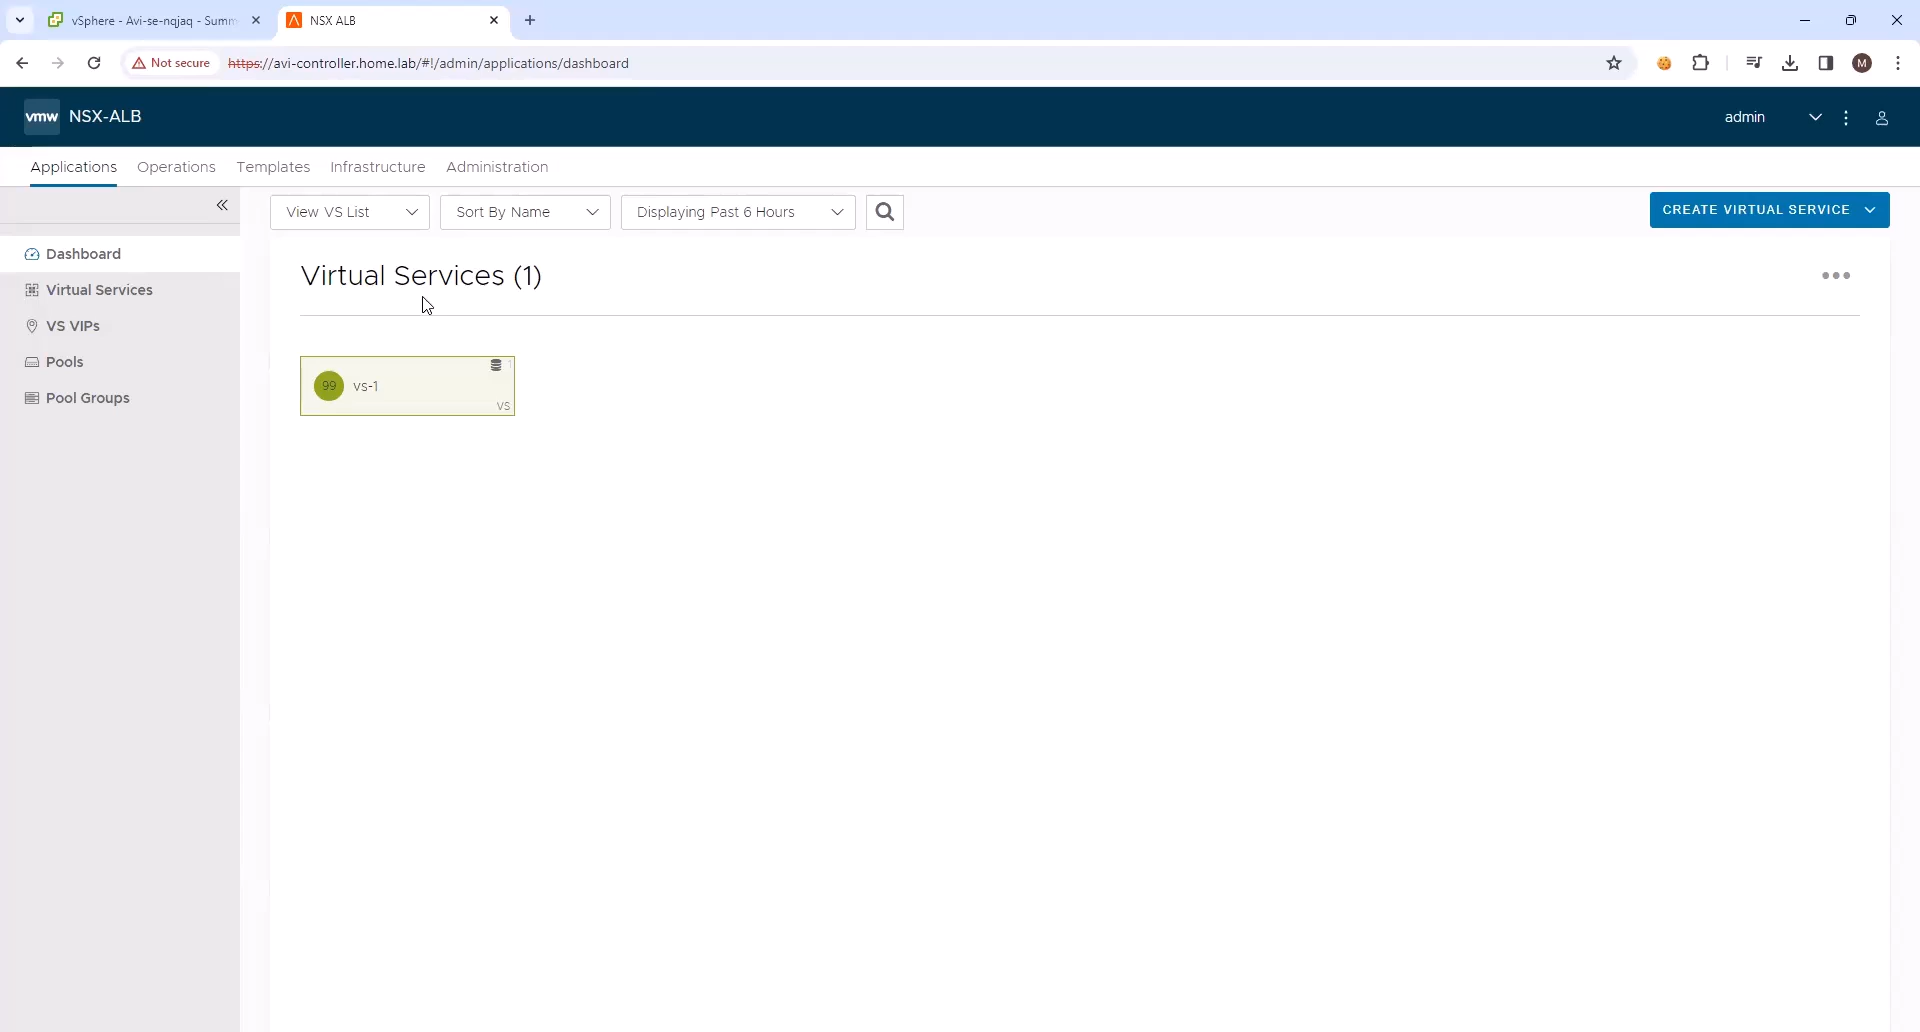 vSphere - Avi-se-nqjaq - Summ
NSX ALB
Not secure
https://avi-controller.home.lab/#!/admin/applications/dashboard
M
vmw NSX-ALB
admin
Applications Operations Templates Infrastructure Administration
View VS List
Sort By Name
Displaying Past 6 Hours
CREATE VIRTUAL SERVICE
Dashboard
Virtual Services
VS VIPs
Pools
Pool Groups
Virtual Services (1)
1
99 vs-1
VS